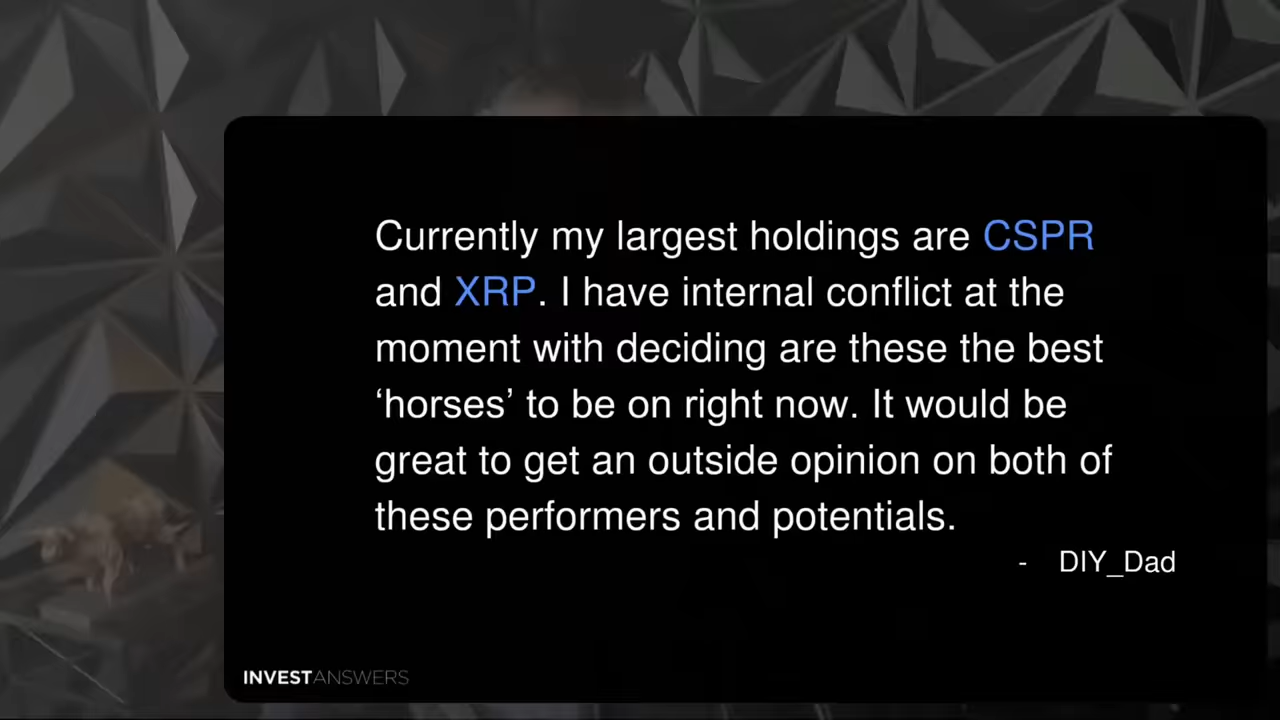 Currently my largest holdings are CSPR
and XRP. I have internal conflict at the
moment with deciding are these the best
‘horses’ to be on right now. It would be
great to get an outside opinion on both of
these performers and potentials.
- DIY_Dad
INVESTANSWERS